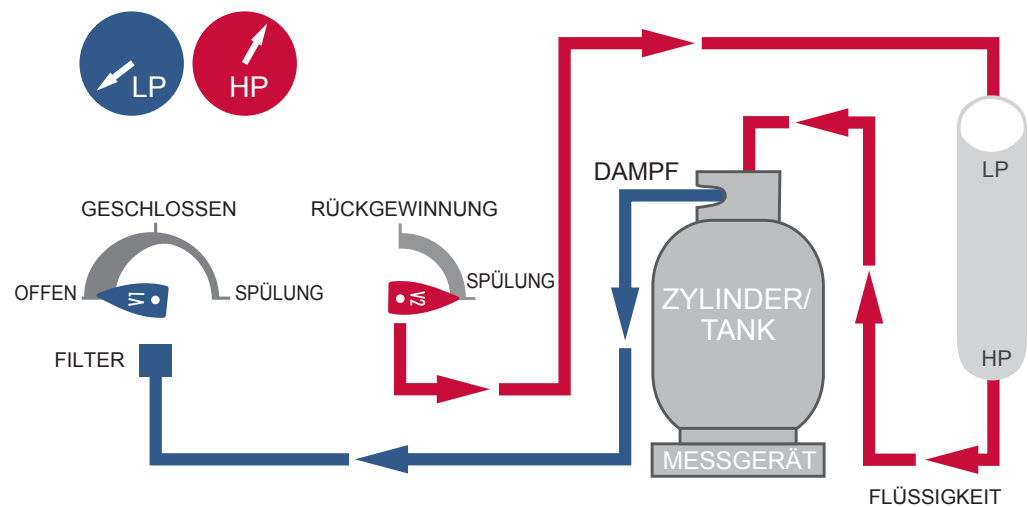 LP
HP
DAMPF
LP
GESCHLOSSEN
RÜCKGEWINNUNG
OFFEN
V1
SPÜLUNG
V2
SPÜLUNG
ZYLINDER/
TANK
FILTER
HP
MESSGERÄT
FLÜSSIGKEIT